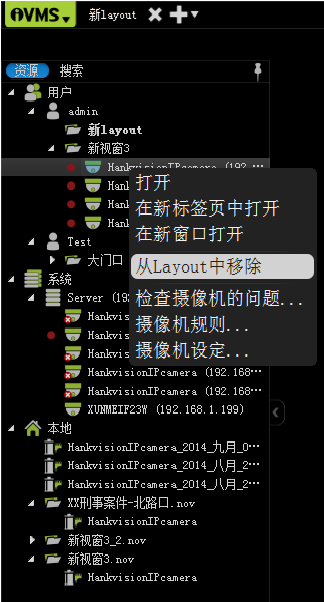 iVMS
新layout
资源 搜索
用户
admin
新layout
新视窗3
HankvisionIPcamera (192.…
Hankv
Hankv
Hankv
打开
在新标签页中打开
在新窗口打开
从Layout中移除
检查摄像机的问题...
摄像机规则...
摄像机设定...
Test
大门口
系统
Server (19
Hankvis
Hankvis
Hankvis
HankvisionIPcamera (192.168…
HankvisionIPcamera (192.168…
XUNMEIF23W (192.168.1.199)
本地
HankvisionIPcamera_2014_九月_0…
HankvisionIPcamera_2014_八月_2…
HankvisionIPcamera_2014_八月_2…
XX刑事案件-北路口.nov
HankvisionIPcamera
新视窗3_2.nov
新视窗3.nov
HankvisionIPcamera